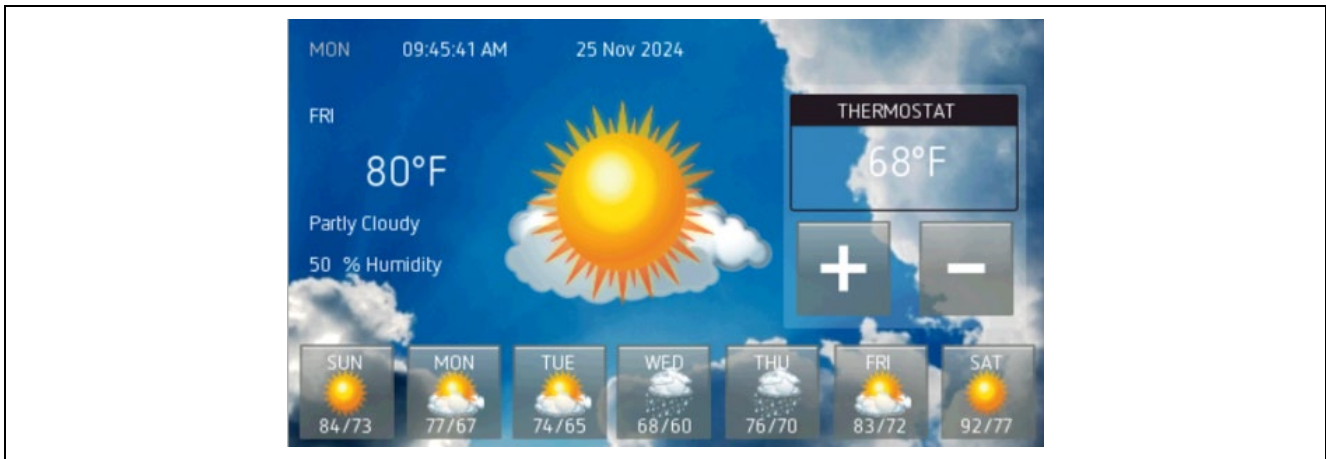 MON 09:45:41 AM 25 Nov 2024
FRI
80°F
Partly Cloudy
50 % Humidity
THERMOSTAT
68°F
+ -
SUN MON TUE WED THU FRI SAT
84/73 77/67 74/65 68/60 76/70 83/72 92/77